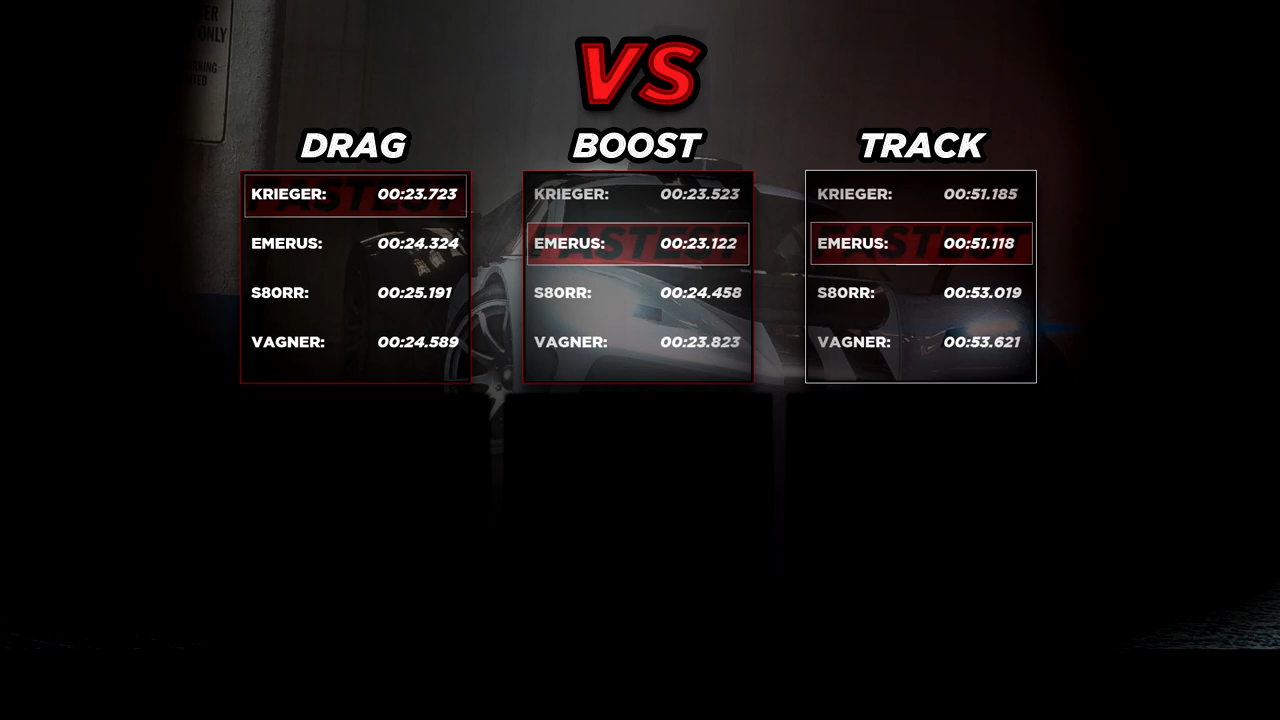 VS
DRAG
KRIEGER: 00:23.723
EMERUS: 00:24.324
S80RR: 00:25.191
VAGNER: 00:24.589
BOOST
KRIEGER: 00:23.523
FASTEST
EMERUS: 00:23.122
S80RR: 00:24.458
VAGNER: 00:23.823
TRACK
KRIEGER: 00:51.185
FASTEST
EMERUS: 00:51.118
S80RR: 00:53.019
VAGNER: 00:53.621
ONLY